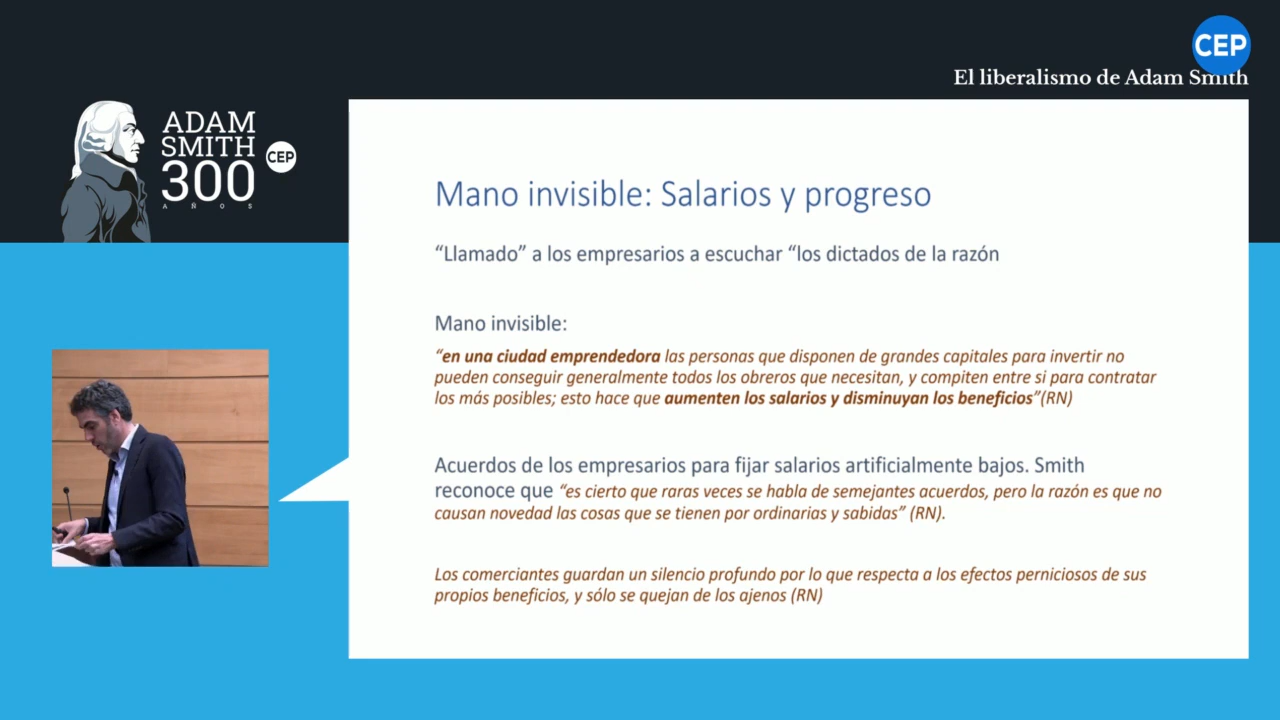 CEP
El liberalismo de Adam Smith
ADAM
SMITH
300
AÑOS
CEP
Mano invisible: Salarios y progreso
“Llamado” a los empresarios a escuchar “los dictados de la razón
Mano invisible:
“en una ciudad emprendedora las personas que disponen de grandes capitales para invertir no
pueden conseguir generalmente todos los obreros que necesitan, y compiten entre si para contratar
los más posibles; esto hace que aumenten los salarios y disminuyan los beneficios”(RN)
Acuerdos de los empresarios para fijar salarios artificialmente bajos. Smith
reconoce que “es cierto que raras veces se habla de semejantes acuerdos, pero la razón es que no
causan novedad las cosas que se tienen por ordinarias y sabidas” (RN).
Los comerciantes guardan un silencio profundo por lo que respecta a los efectos perniciosos de sus
propios beneficios, y sólo se quejan de los ajenos (RN)